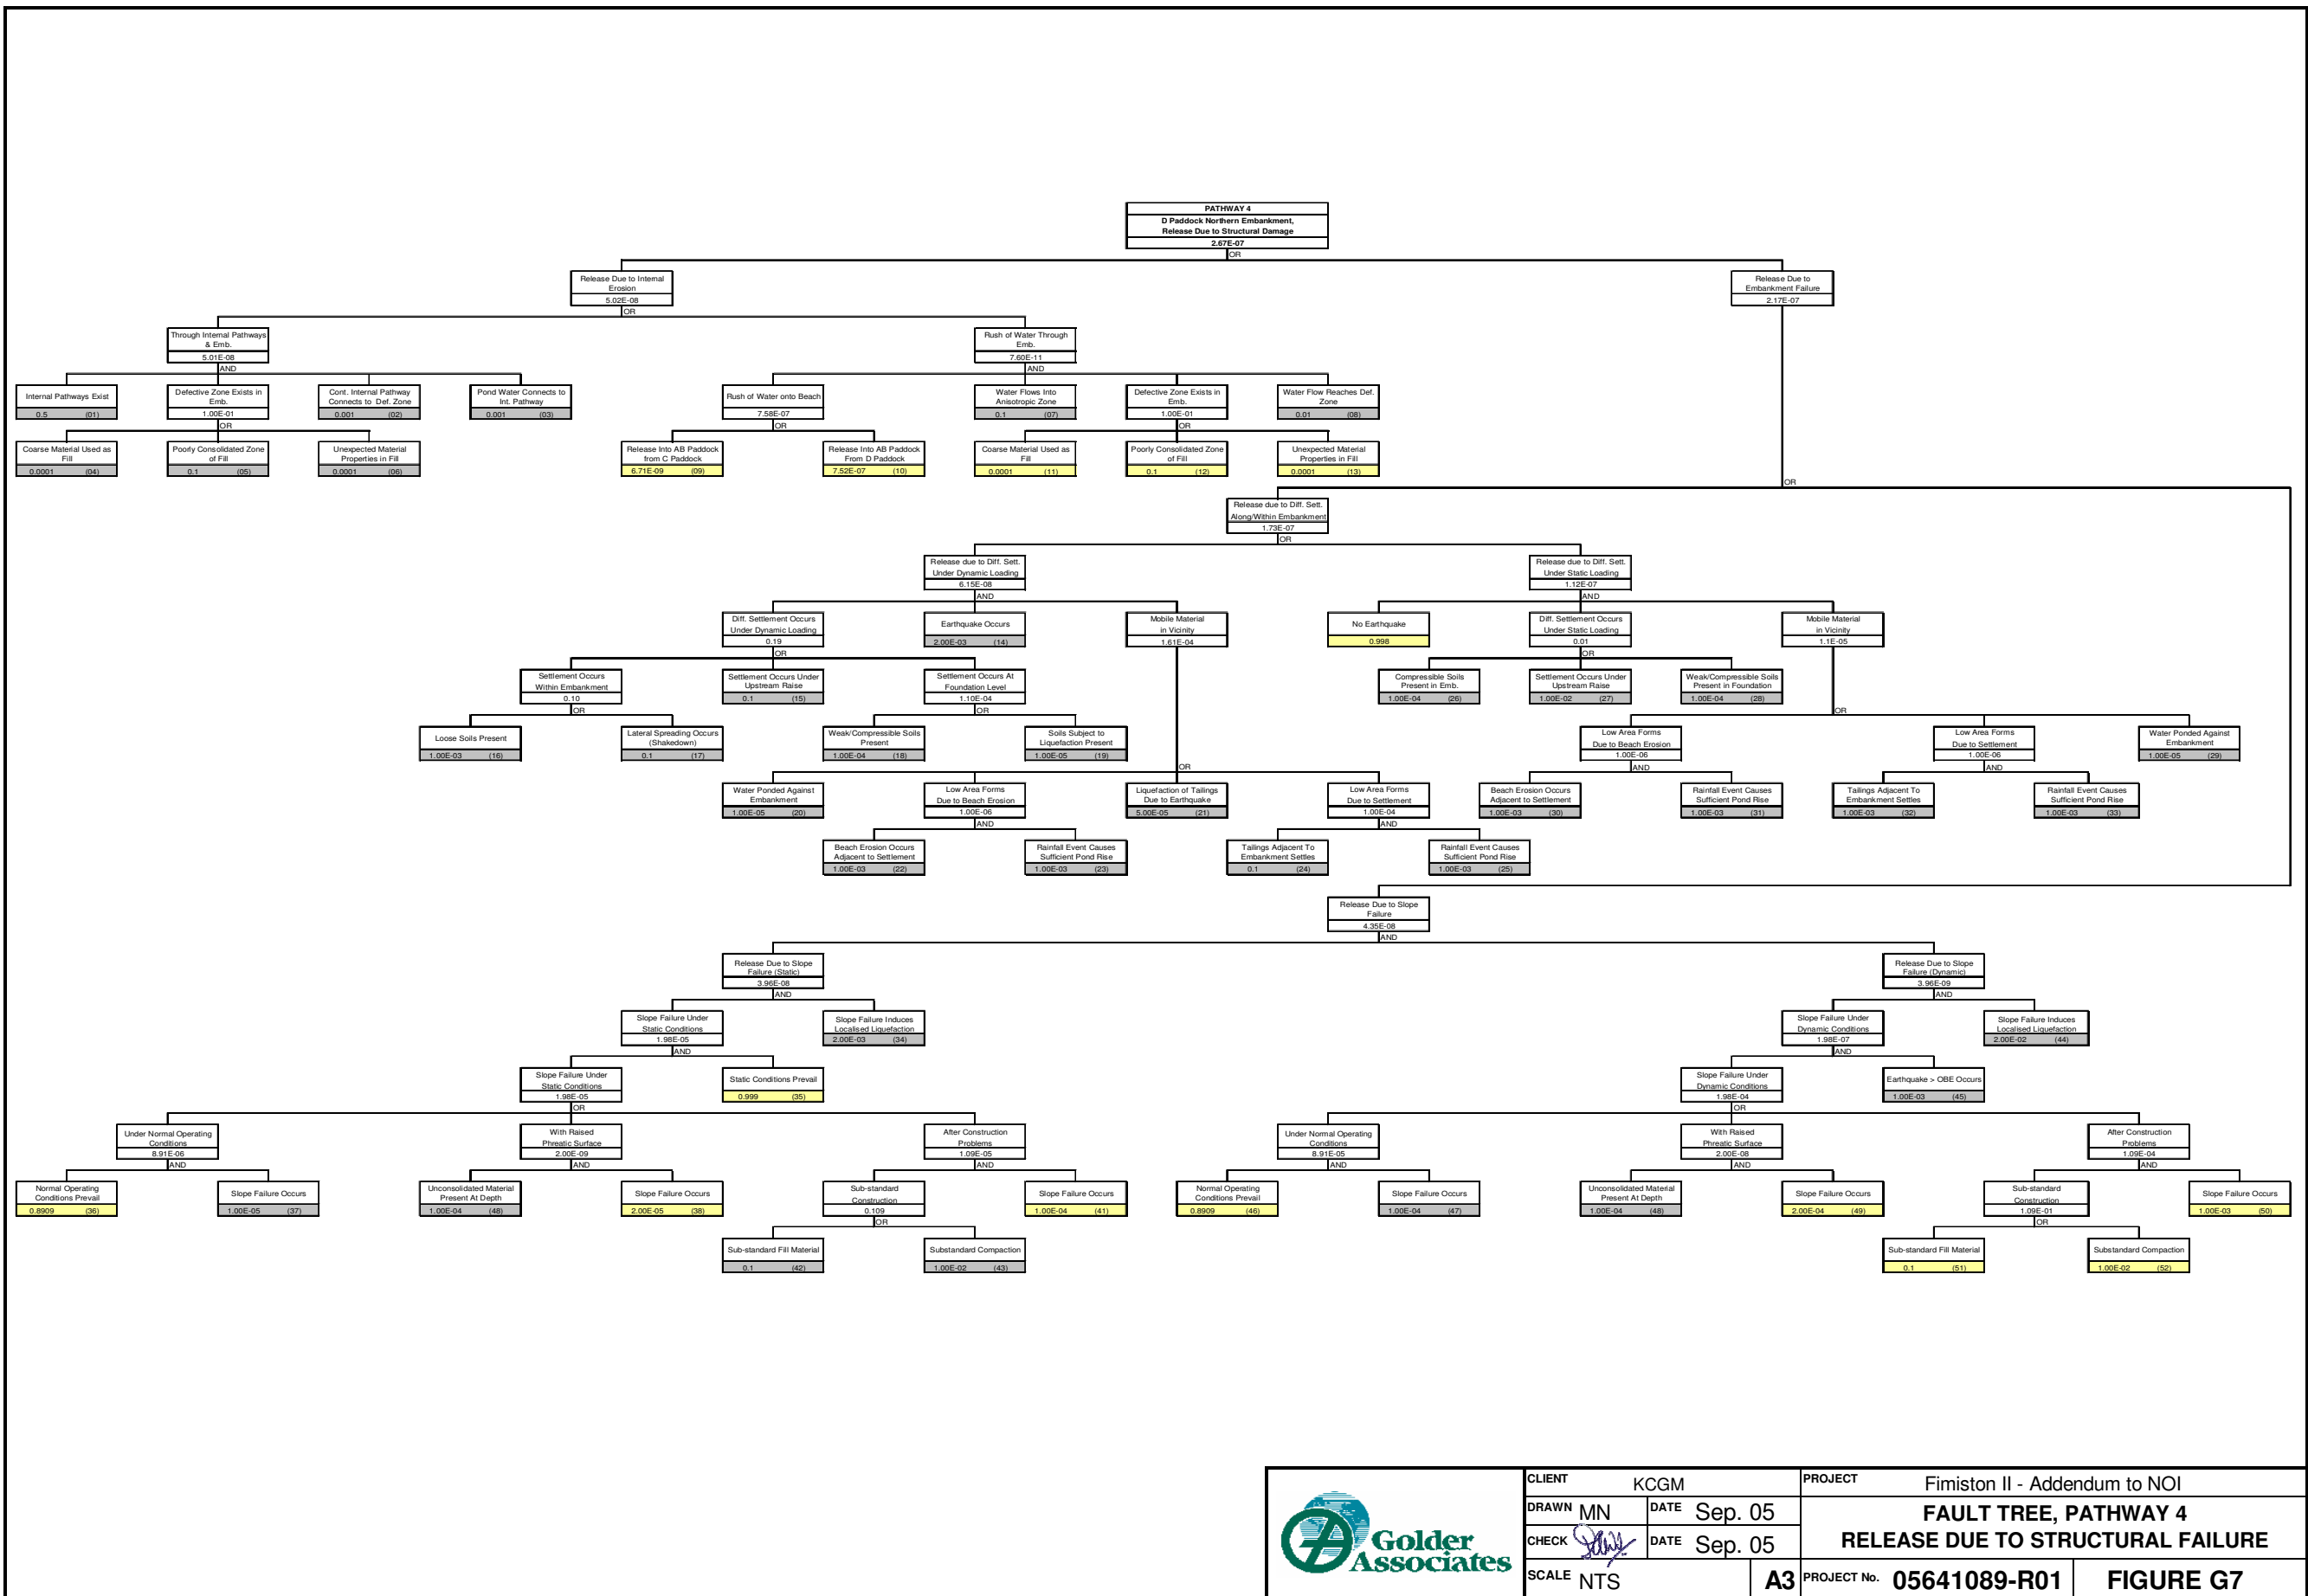 PATHWAY 4
D Paddock Northern Embankment,
Release Due to Structural Damage
2.67E-07
OR
Release Due to Internal
Erosion
5.02E-08
OR
Release Due to
Embankment Failure
2.17E-07
Through Internal Pathways
& Emb.
5.01E-08
AND
Rush of Water Through
Emb.
7.60E-11
AND
Internal Pathways Exist
0.5 (01)
Defective Zone Exists in
Emb.
1.00E-01
OR
Cont. Internal Pathway
Connects to Def. Zone
0.001 (02)
Pond Water Connects to
Int. Pathway
0.001 (03)
Rush of Water onto Beach
7.58E-07
OR
Water Flows Into
Anisotropic Zone
0.1 (07)
Defective Zone Exists in
Emb.
1.00E-01
OR
Water Flow Reaches Def.
Zone
0.01 (08)
Coarse Material Used as
Fill
0.0001 (04)
Poorly Consolidated Zone
of Fill
0.1 (05)
Unexpected Material
Properties in Fill
0.0001 (06)
Release Into AB Paddock
from C Paddock
6.71E-09 (09)
Release Into AB Paddock
From D Paddock
7.52E-07 (10)
Coarse Material Used as
Fill
0.0001 (11)
Poorly Consolidated Zone
of Fill
0.1 (12)
Unexpected Material
Properties in Fill
0.0001 (13)
OR
Release due to Diff. Sett.
Along/Within Embankment
1.73E-07
OR
Release due to Diff. Sett.
Under Dynamic Loading
6.15E-08
AND
Release due to Diff. Sett.
Under Static Loading
1.12E-07
AND
Diff. Settlement Occurs
Under Dynamic Loading
0.19
OR
Earthquake Occurs
2.00E-03 (14)
Mobile Material
in Vicinity
1.61E-04
No Earthquake
0.998
Diff. Settlement Occurs
Under Static Loading
0.01
OR
Mobile Material
in Vicinity
1.1E-05
Settlement Occurs
Within Embankment
0.10
OR
Settlement Occurs Under
Upstream Raise
0.1 (15)
Settlement Occurs At
Foundation Level
1.10E-04
OR
Compressible Soils
Present in Emb.
1.00E-04 (26)
Settlement Occurs Under
Upstream Raise
1.00E-02 (27)
Weak/Compressible Soils
Present in Foundation
1.00E-04 (28)
OR
Loose Soils Present
1.00E-03 (16)
Lateral Spreading Occurs
(Shakedown)
0.1 (17)
Weak/Compressible Soils
Present
1.00E-04 (18)
Soils Subject to
Liquefaction Present
1.00E-05 (19)
OR
Low Area Forms
Due to Beach Erosion
1.00E-06
AND
Low Area Forms
Due to Settlement
1.00E-06
AND
Water Ponded Against
Embankment
1.00E-05 (29)
Water Ponded Against
Embankment
1.00E-05 (20)
Low Area Forms
Due to Beach Erosion
1.00E-06
AND
Liquefaction of Tailings
Due to Earthquake
5.00E-05 (21)
Low Area Forms
Due to Settlement
1.00E-04
AND
Beach Erosion Occurs
Adjacent to Settlement
1.00E-03 (30)
Rainfall Event Causes
Sufficient Pond Rise
1.00E-03 (31)
Tailings Adjacent To
Embankment Settles
1.00E-03 (32)
Rainfall Event Causes
Sufficient Pond Rise
1.00E-03 (33)
Beach Erosion Occurs
Adjacent to Settlement
1.00E-03 (22)
Rainfall Event Causes
Sufficient Pond Rise
1.00E-03 (23)
Tailings Adjacent To
Embankment Settles
0.1 (24)
Rainfall Event Causes
Sufficient Pond Rise
1.00E-03 (25)
Release Due to Slope
Failure
4.35E-08
AND
Release Due to Slope
Failure (Static)
3.96E-08
AND
Release Due to Slope
Failure (Dynamic)
3.96E-09
AND
Slope Failure Under
Static Conditions
1.98E-05
AND
Slope Failure Induces
Localised Liquefaction
2.00E-03 (34)
Slope Failure Under
Dynamic Conditions
1.98E-07
AND
Slope Failure Induces
Localised Liquefaction
2.00E-02 (44)
Slope Failure Under
Static Conditions
1.98E-05
OR
Static Conditions Prevail
0.999 (35)
Slope Failure Under
Dynamic Conditions
1.98E-04
OR
Earthquake > OBE Occurs
1.00E-03 (45)
Under Normal Operating
Conditions
8.91E-06
AND
With Raised
Phreatic Surface
2.00E-09
AND
After Construction
Problems
1.09E-05
AND
Under Normal Operating
Conditions
8.91E-05
AND
With Raised
Phreatic Surface
2.00E-08
AND
After Construction
Problems
1.09E-04
AND
Normal Operating
Conditions Prevail
0.8909 (36)
Slope Failure Occurs
1.00E-05 (37)
Unconsolidated Material
Present At Depth
1.00E-04 (48)
Slope Failure Occurs
2.00E-05 (38)
Sub-standard
Construction
0.109
OR
Slope Failure Occurs
1.00E-04 (41)
Normal Operating
Conditions Prevail
0.8909 (46)
Slope Failure Occurs
1.00E-04 (47)
Unconsolidated Material
Present At Depth
1.00E-04 (48)
Slope Failure Occurs
2.00E-04 (49)
Sub-standard
Construction
1.09E-01
OR
Slope Failure Occurs
1.00E-03 (50)
Sub-standard Fill Material
0.1 (42)
Substandard Compaction
1.00E-02 (43)
Sub-standard Fill Material
0.1 (51)
Substandard Compaction
1.00E-02 (52)
Golder
Associates
CLIENT KCGM
PROJECT Fimiston II - Addendum to NOI
DRAWN MN DATE Sep. 05
CHECK DATE Sep. 05
FAULT TREE, PATHWAY 4
RELEASE DUE TO STRUCTURAL FAILURE
SCALE NTS A3
PROJECT No. 05641089-R01 FIGURE G7